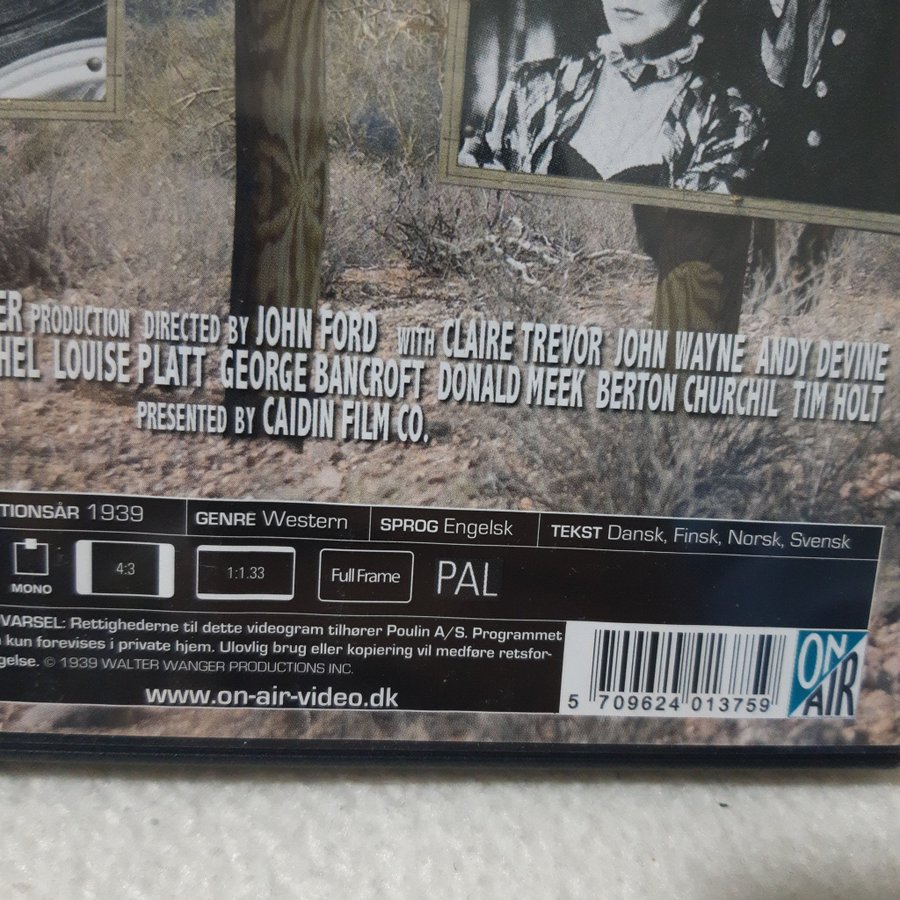 ER PRODUCTION DIRECTED BY JOHN FORD WITH CLAIRE TREVOR JOHN WAYNE ANDY DEVINE
HEL LOUISE PLATT GEORGE BANCROFT DONALD MEEK BERTON CHURCHIL TIM HOLT
PRESENTED BY CAIDIN FILM CO.
TIONSÅR 1939 GENRE Western SPROG Engelsk TEKST Dansk, Finsk, Norsk, Svensk
MONO 4:3 1:1.33 Full Frame PAL
VARSEL: Rettighederne til dette videogram tilhører Poulin A/S. Programmet
kun forevises i private hjem. Ulovlig brug eller kopiering vil medføre retsfor-
gelse. © 1939 WALTER WANGER PRODUCTIONS INC.
www.on-air-video.dk
5 709624 013759
ON
AIR